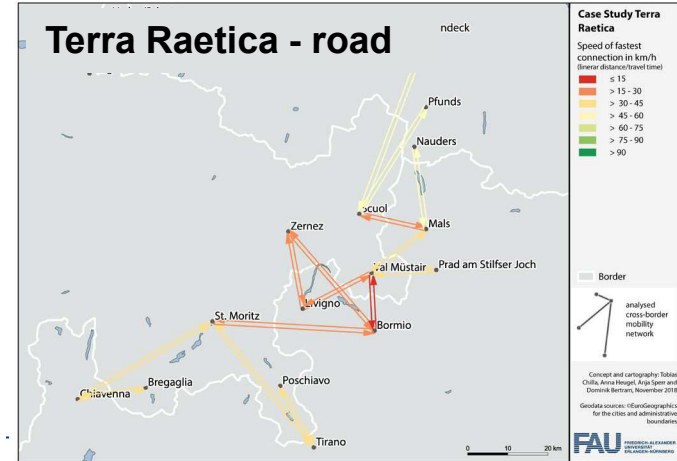 Terra Raetica - road
ndeck
Pfunds
Nauders
Scuol
Mals
Zernez
Val Müstair
Prad am Stilfser Joch
Livigno
St. Moritz
Bormio
Bregaglia
Poschiavo
Chiavenna
Tirano
0 10 20 km
Case Study Terra
Raetica
Speed of fastest
connection in km/h
(linerar distance/travel time)
≤ 15
> 15 - 30
> 30 - 45
> 45 - 60
> 60 - 75
> 75 - 90
> 90
Border
analysed
cross-border
mobility
network
Concept and cartography: Tobias
Chilla, Anna Heugel, Anja Sperr and
Dominik Bertram, November 2018
Geodata sources: ©EuroGeographics
for the cities and administrative
boundaries
FAU
FRIEDRICH-ALEXANDER
UNIVERSITÄT
ERLANGEN-NÜRNBERG